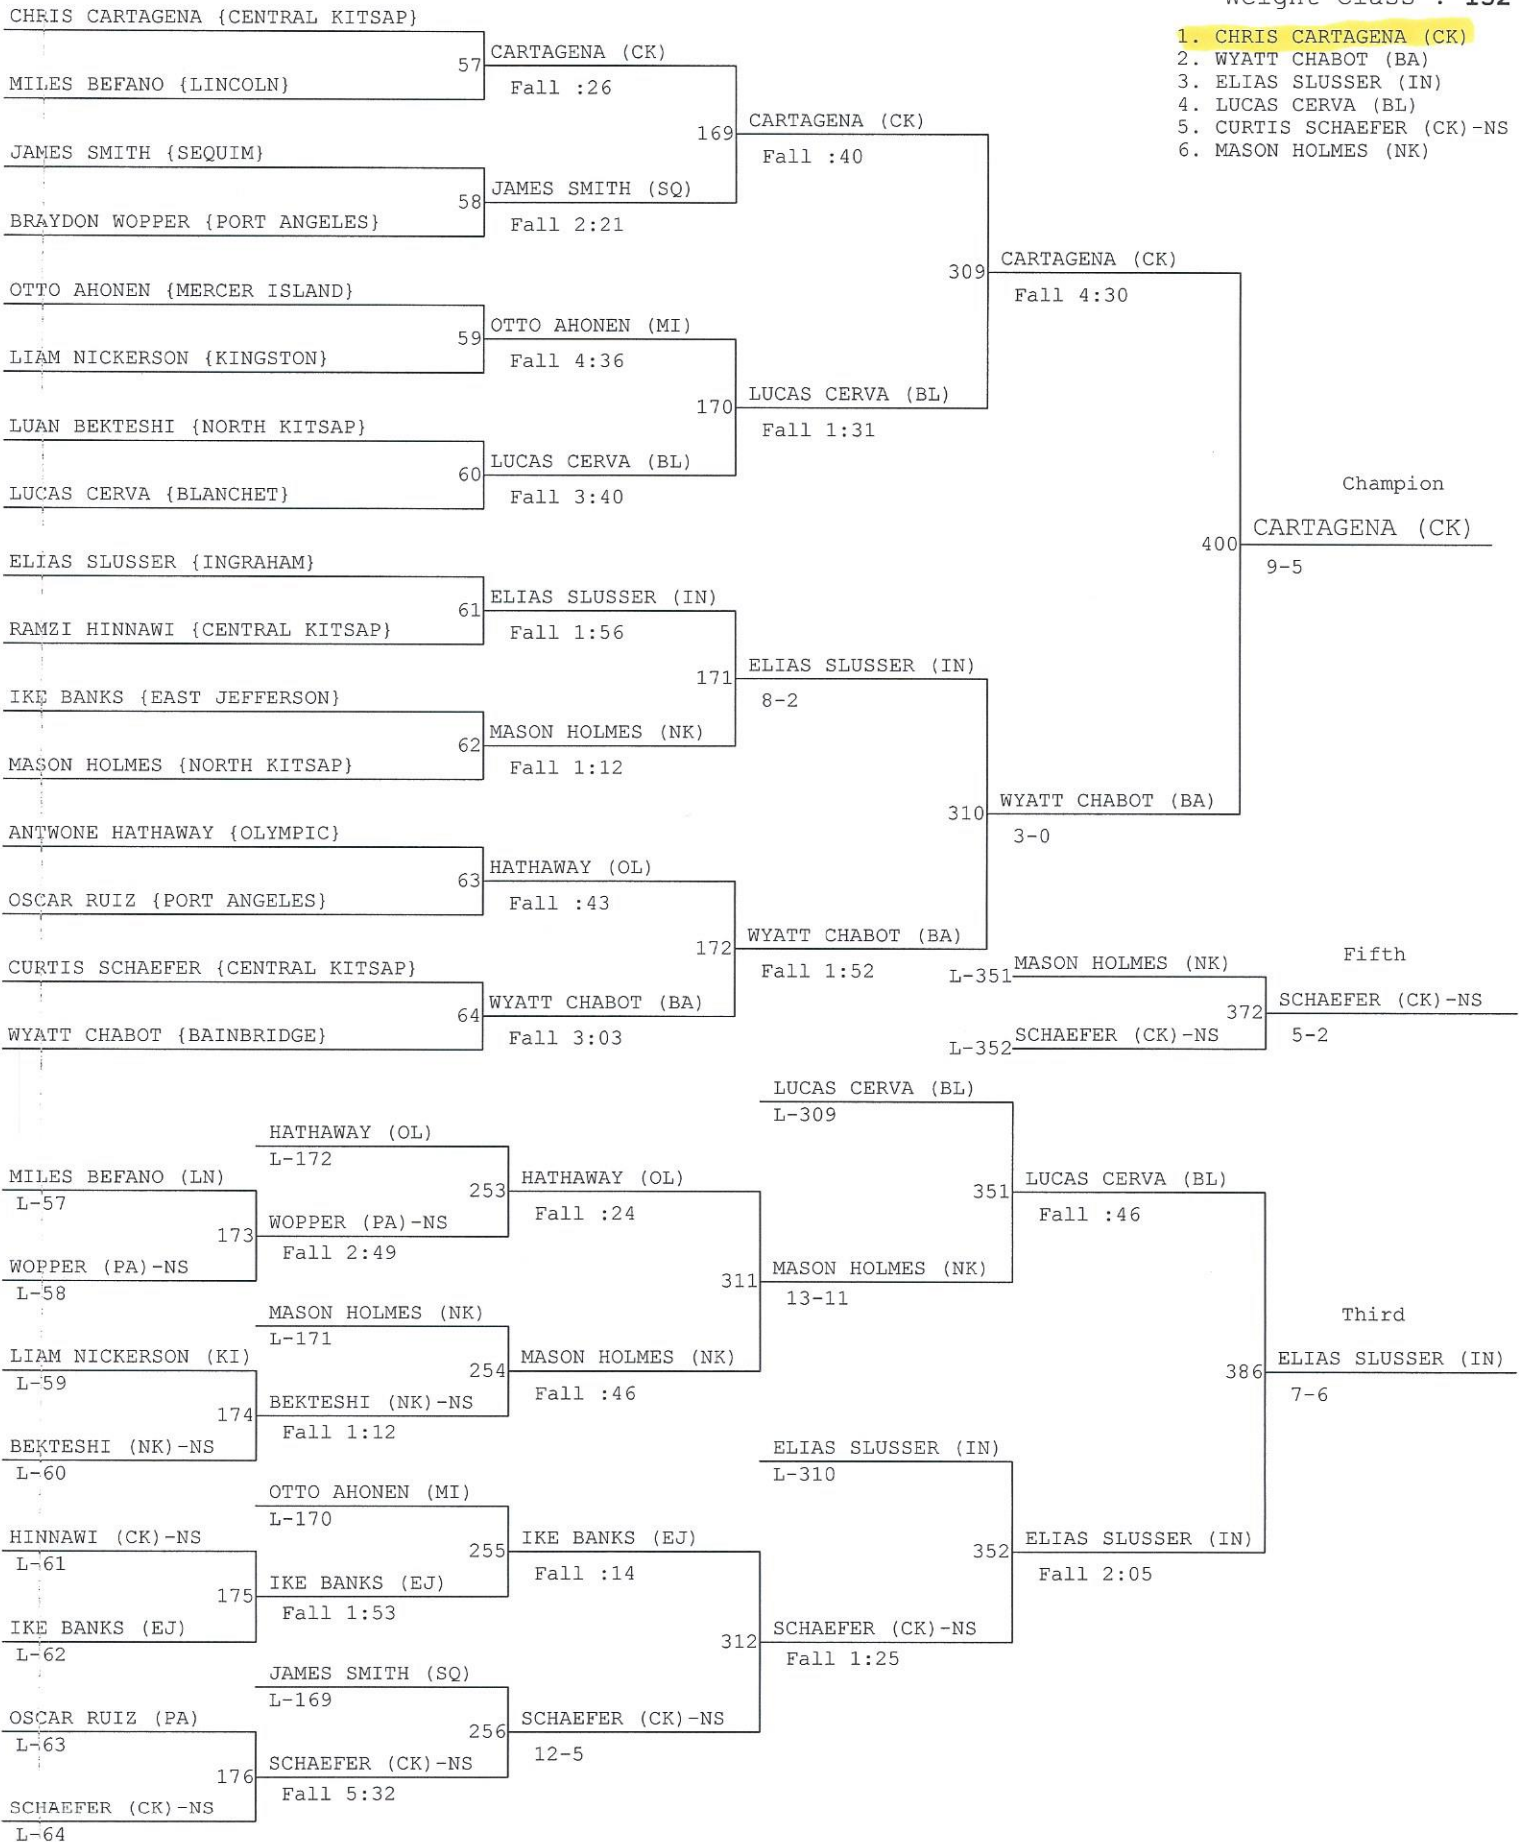 Weight Class : 152
1. CHRIS CARTAGENA (CK)
2. WYATT CHABOT (BA)
3. ELIAS SLUSSER (IN)
4. LUCAS CERVA (BL)
5. CURTIS SCHAEFER (CK)-NS
6. MASON HOLMES (NK)
CHRIS CARTAGENA {CENTRAL KITSAP}
57 CARTAGENA (CK)
Fall :26
MILES BEFANO {LINCOLN}
169 CARTAGENA (CK)
Fall :40
JAMES SMITH {SEQUIM}
58 JAMES SMITH (SQ)
Fall 2:21
BRAYDON WOPPER {PORT ANGELES}
309 CARTAGENA (CK)
Fall 4:30
OTTO AHONEN {MERCER ISLAND}
59 OTTO AHONEN (MI)
Fall 4:36
LIAM NICKERSON {KINGSTON}
170 LUCAS CERVA (BL)
Fall 1:31
LUAN BEKTESHI {NORTH KITSAP}
60 LUCAS CERVA (BL)
Fall 3:40
LUCAS CERVA {BLANCHET}
Champion
400 CARTAGENA (CK)
9-5
ELIAS SLUSSER {INGRAHAM}
61 ELIAS SLUSSER (IN)
Fall 1:56
RAMZI HINNAWI {CENTRAL KITSAP}
171 ELIAS SLUSSER (IN)
8-2
IKE BANKS {EAST JEFFERSON}
62 MASON HOLMES (NK)
Fall 1:12
MASON HOLMES {NORTH KITSAP}
310 WYATT CHABOT (BA)
3-0
ANTWONE HATHAWAY {OLYMPIC}
63 HATHAWAY (OL)
Fall :43
OSCAR RUIZ {PORT ANGELES}
172 WYATT CHABOT (BA)
Fall 1:52
CURTIS SCHAEFER {CENTRAL KITSAP}
64 WYATT CHABOT (BA)
Fall 3:03
WYATT CHABOT {BAINBRIDGE}
Fifth
L-351 MASON HOLMES (NK)
372 SCHAEFER (CK)-NS
5-2
L-352 SCHAEFER (CK)-NS
LUCAS CERVA (BL)
L-309
HATHAWAY (OL)
L-172
MILES BEFANO (LN)
L-57
253 HATHAWAY (OL)
Fall :24
351 LUCAS CERVA (BL)
Fall :46
173 WOPPER (PA)-NS
Fall 2:49
WOPPER (PA)-NS
L-58
311 MASON HOLMES (NK)
13-11
MASON HOLMES (NK)
L-171
LIAM NICKERSON (KI)
L-59
254 MASON HOLMES (NK)
Fall :46
174 BEKTESHI (NK)-NS
Fall 1:12
BEKTESHI (NK)-NS
L-60
Third
386 ELIAS SLUSSER (IN)
7-6
ELIAS SLUSSER (IN)
L-310
OTTO AHONEN (MI)
L-170
HINNAWI (CK)-NS
L-61
255 IKE BANKS (EJ)
Fall :14
352 ELIAS SLUSSER (IN)
Fall 2:05
175 IKE BANKS (EJ)
Fall 1:53
IKE BANKS (EJ)
L-62
312 SCHAEFER (CK)-NS
Fall 1:25
JAMES SMITH (SQ)
L-169
OSCAR RUIZ (PA)
L-63
256 SCHAEFER (CK)-NS
12-5
176 SCHAEFER (CK)-NS
Fall 5:32
SCHAEFER (CK)-NS
L-64